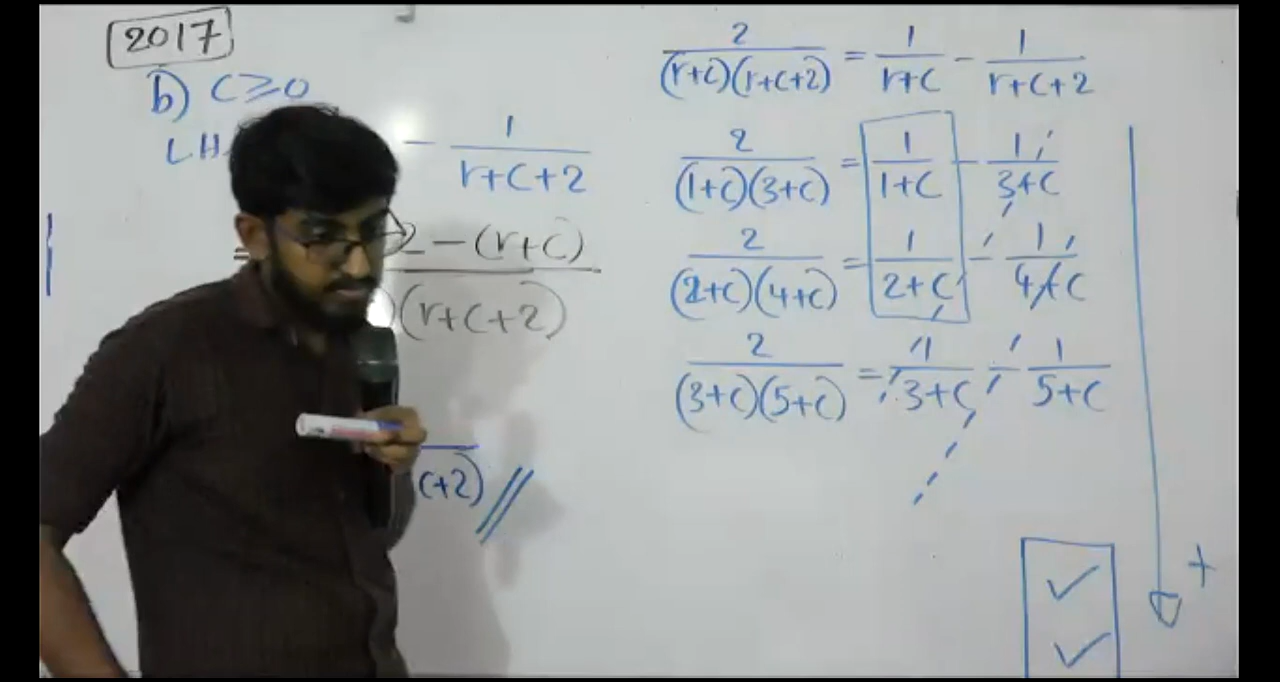 2017
b) C ≥ 0
LH
- 1/(r+c+2)
2 - (r+c)
(r+c+2)
c+2) //
2/((r+c)(r+c+2)) = 1/(r+c) - 1/(r+c+2)
2/((1+c)(3+c)) = 1/(1+c) - 1/(3+c)
2/((2+c)(4+c)) = 1/(2+c) - 1/(4+c)
2/((3+c)(5+c)) = 1/(3+c) - 1/(5+c)
+